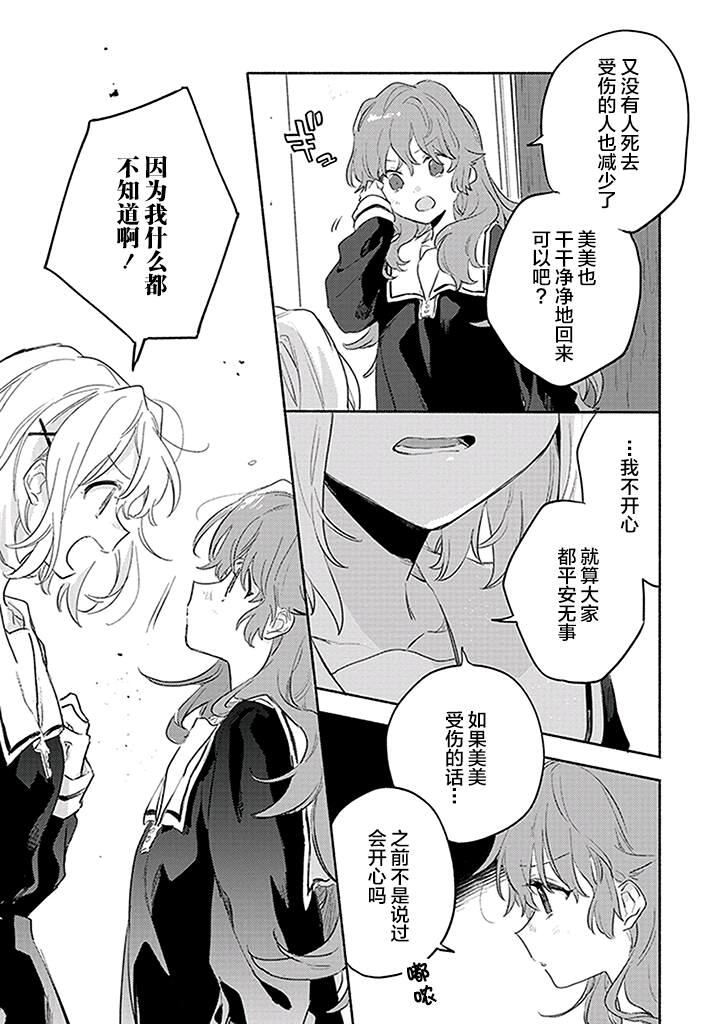 又没有人死去
受伤的人也减少了
美美也
干干净净地回来
可以吧？
…我不开心
就算大家
都平安无事
如果美美
受伤的话…
之前不是说过
会开心吗
嘟哝
因为我什么都
不知道啊！